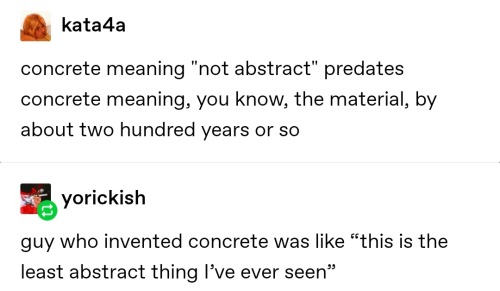 kata4a
concrete meaning "not abstract" predates
concrete meaning, you know, the material, by
about two hundred years or so
yorickish
guy who invented concrete was like “this is the
least abstract thing I’ve ever seen”